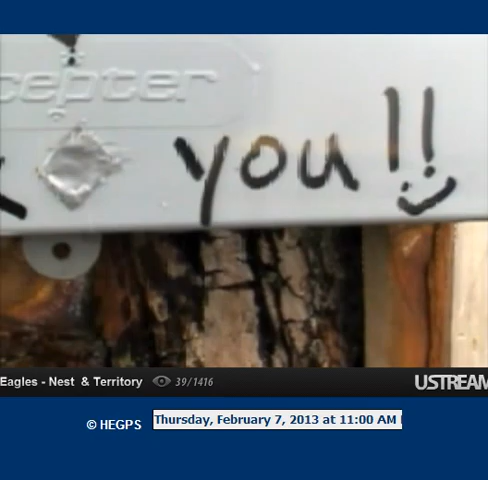 cepter
you!!
Eagles - Nest & Territory 39/1416 USTREAM
© HEGPS Thursday, February 7, 2013 at 11:00 AM